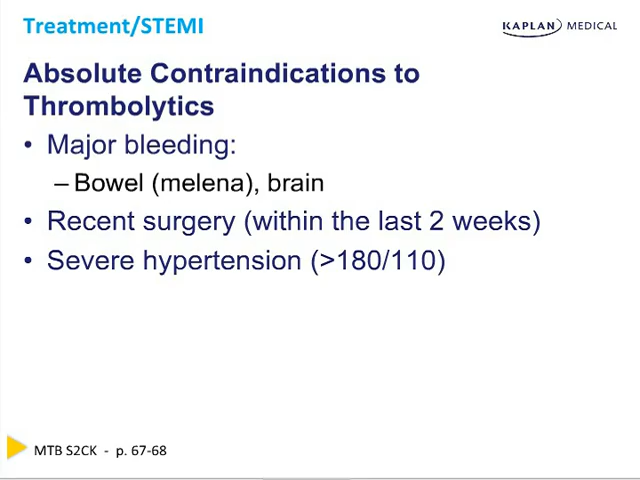 Treatment/STEMI
KAPLAN MEDICAL
Absolute Contraindications to
Thrombolytics
• Major bleeding:
– Bowel (melena), brain
• Recent surgery (within the last 2 weeks)
• Severe hypertension (>180/110)
MTB S2CK - p. 67-68